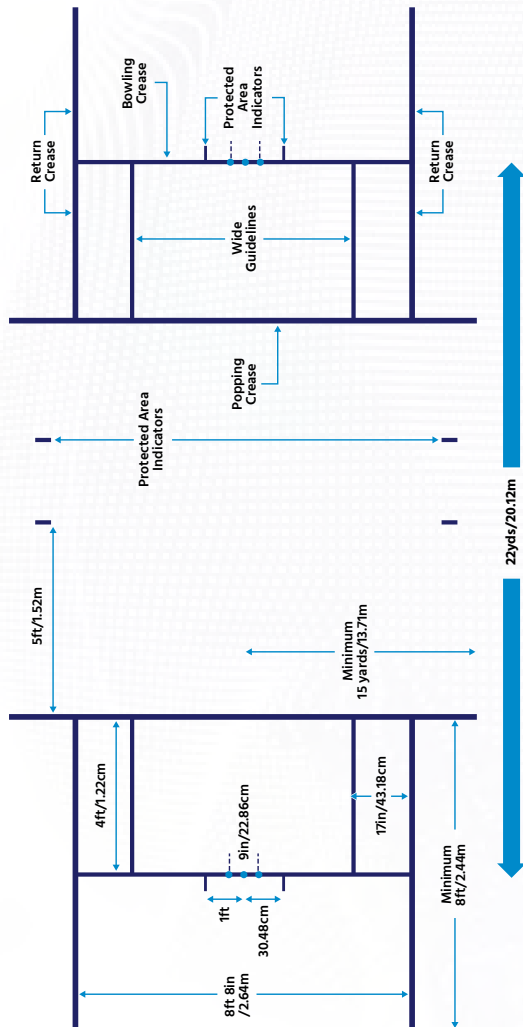 5ft/1.52m
Return
Crease
4ft/1.22cm
Bowling
Crease
Protected Area
Indicators
8ft 8in
/2.64m
1ft
9in/22.86cm
30.48cm
Wide
Guidelines
Protected
Area
Indicators
Popping
Crease
Minimum
15 yards/13.71m
17in/43.18cm
Return
Crease
Minimum
8ft/2.44m
22yds/20.12m